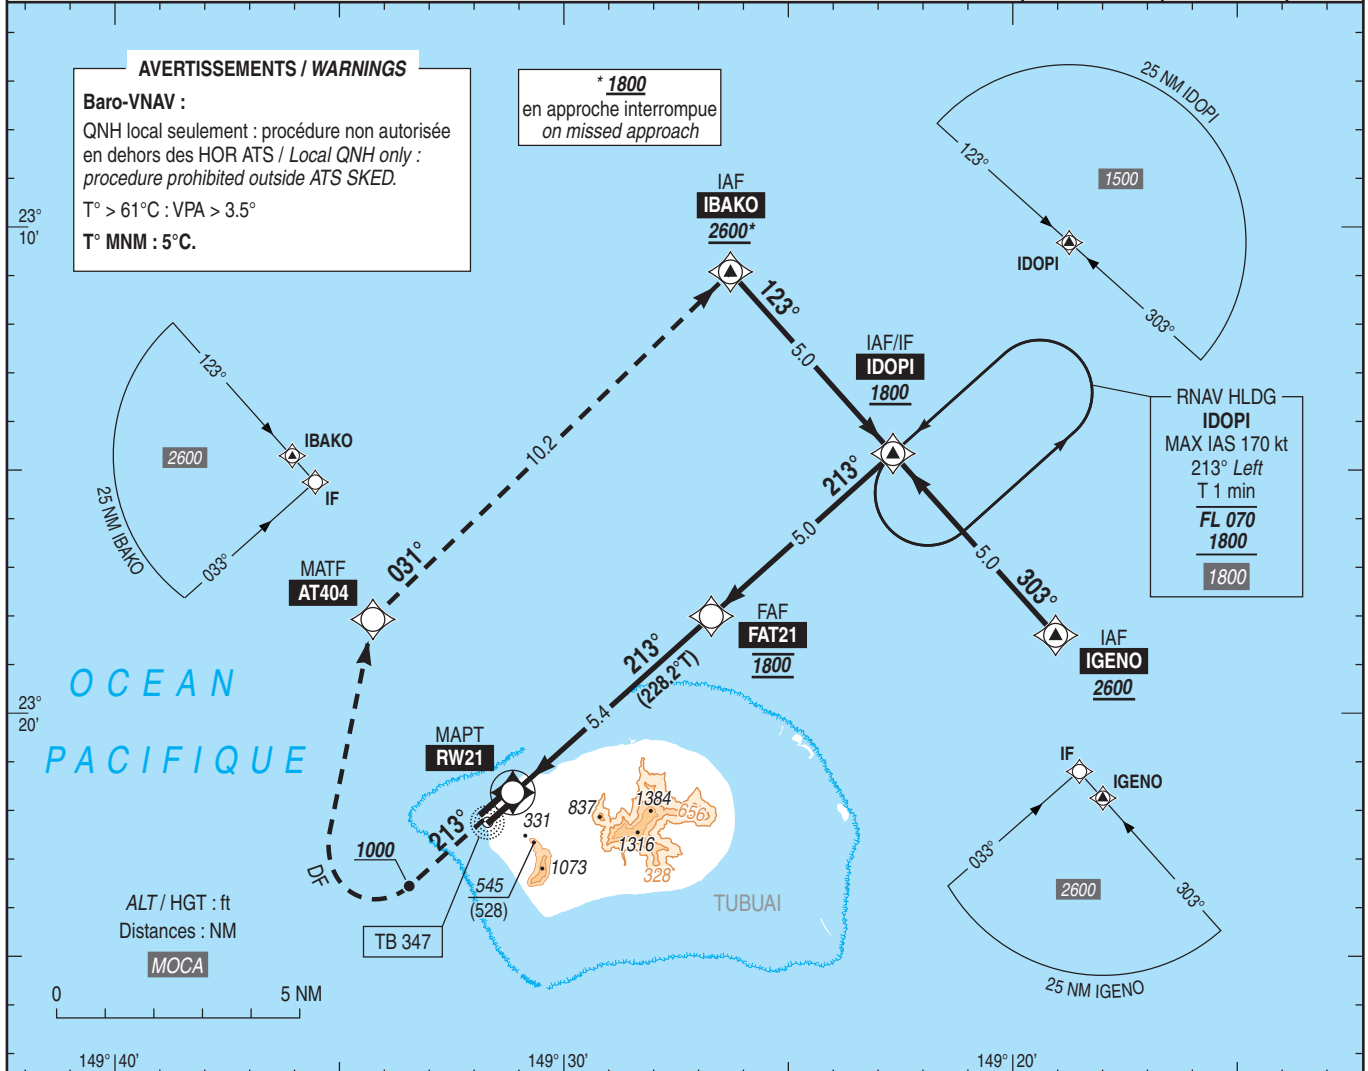 AVERTISSEMENTS / WARNINGS
Baro-VNAV :
QNH local seulement : procédure non autorisée
en dehors des HOR ATS / Local QNH only :
procedure prohibited outside ATS SKED.
T° > 61°C : VPA > 3.5°
T° MNM : 5°C.
* 1800
en approche interrompue
on missed approach
25 NM IDOPI
123°
1500
IDOPI
303°
IAF
IBAKO
2600*
23°
10'
123°
5.0
IAF/IF
IDOPI
1800
RNAV HLDG
IDOPI
MAX IAS 170 kt
213° Left
T 1 min
FL 070
1800
1800
123°
2600
IBAKO
IF
25 NM IBAKO
033°
10.2
213°
5.0
5.0
303°
MATF
AT404
031°
FAF
FAT21
1800
IAF
IGENO
2600
213°
(228.2°T)
5.4
OCEAN
PACIFIQUE
23°
20'
MAPT
RW21
213°
1000
DF
331
837
1384
656
1316
328
1073
545
(528)
TB 347
TUBUAI
IF
IGENO
033°
2600
303°
25 NM IGENO
ALT / HGT : ft
Distances : NM
MOCA
0
5 NM
149° 40'
149° 30'
149° 20'